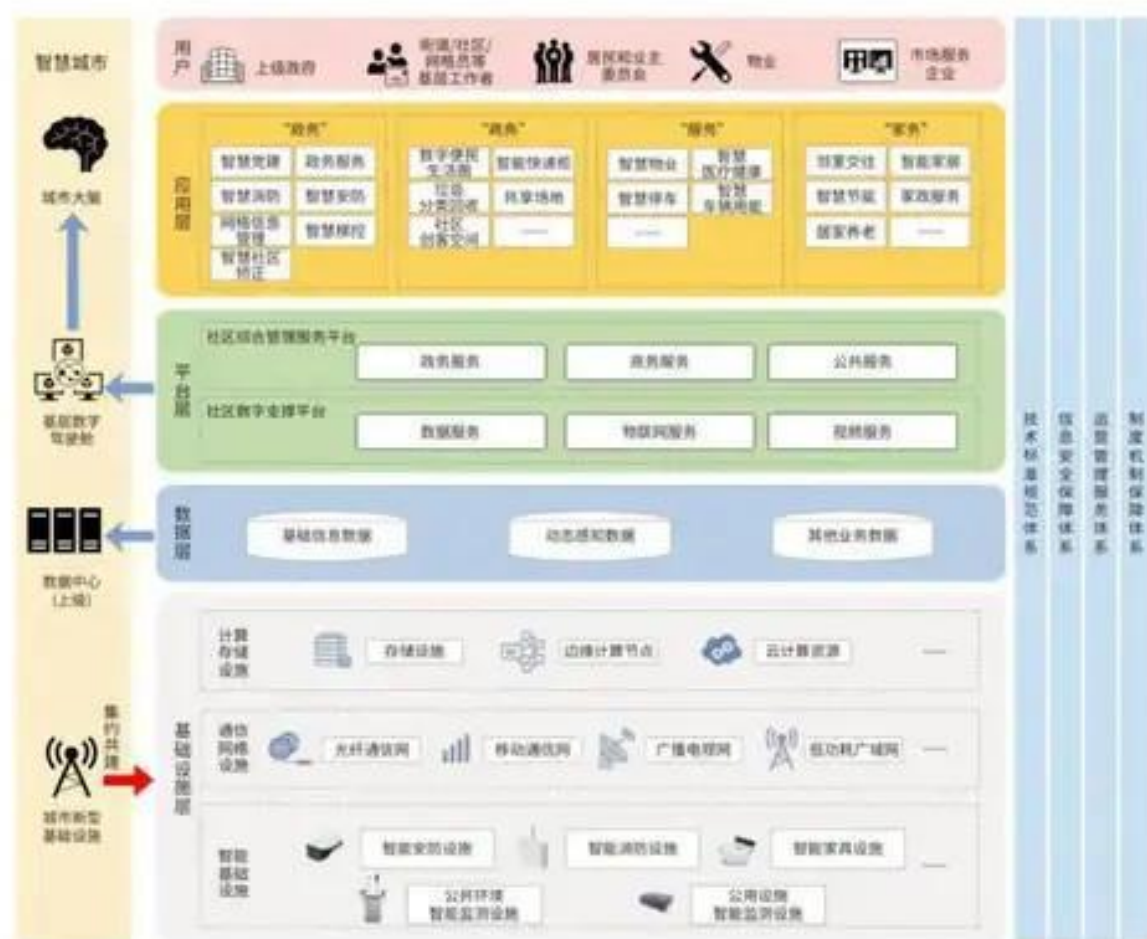 智慧城市
城市大脑
基层数字
驾驶舱
数据中心
(上级)
集约共建
城市新型
基础设施
用户
上级政府
街道/社区/
网格员等
基层工作者
居民和业主
委员会
物业
市场服务
企业
应用层
“政务”
智慧党建
政务服务
智慧消防
智慧安防
网格信息
管理
智慧梯控
智慧社区
矫正
“商务”
数字便民
生活圈
智能快递柜
垃圾
分类回收
共享场地
社区
创客空间
……
“服务”
智慧物业
智慧
医疗健康
智慧停车
智慧
车辆用能
……
“家务”
邻里交往
智能家居
智慧节能
家政服务
居家养老
……
平台层
社区综合管理服务平台
政务服务
商务服务
公共服务
社区数字支撑平台
数据服务
物联网服务
视频服务
数据层
基础信息数据
动态感知数据
其他业务数据
基础设施层
计算
存储
设施
存储设施
边缘计算节点
云计算资源
……
通信
网络
设施
光纤通信网
移动通信网
广播电视网
低功耗广域网
……
智能
基础
设施
智能安防设施
智能消防设施
智能家具设施
……
公共环境
智能监测设施
公用设施
智能监测设施
技术标准规范体系
信息安全保障体系
运营管理服务体系
制度机制保障体系